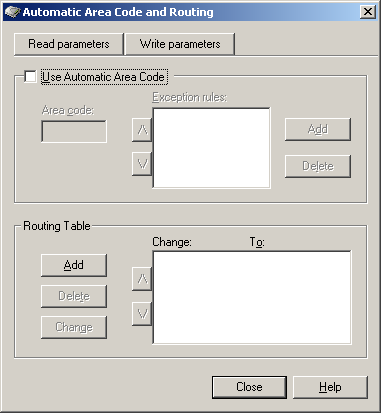 Automatic Area Code and Routing
Read parameters Write parameters
Use Automatic Area Code
Area code: Exception rules:
/\ Add
\/ Delete
Routing Table
Change: To:
Add /\
Delete \/
Change
Close Help